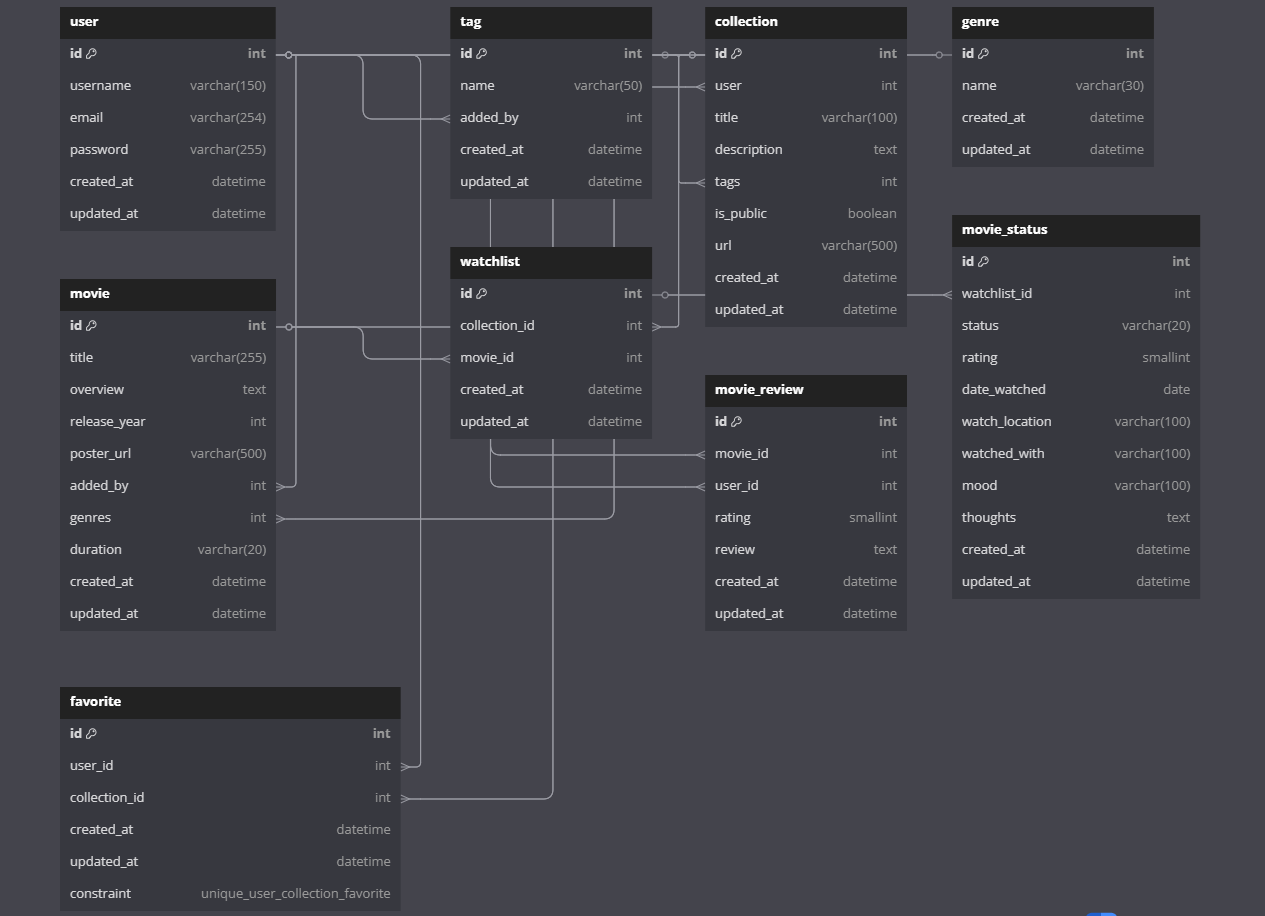 user
id int
username varchar(150)
email varchar(254)
password varchar(255)
created_at datetime
updated_at datetime
tag
id int
name varchar(50)
added_by int
created_at datetime
updated_at datetime
collection
id int
user int
title varchar(100)
description text
tags int
is_public boolean
url varchar(500)
created_at datetime
updated_at datetime
genre
id int
name varchar(30)
created_at datetime
updated_at datetime
movie
id int
title varchar(255)
overview text
release_year int
poster_url varchar(500)
added_by int
genres int
duration varchar(20)
created_at datetime
updated_at datetime
watchlist
id int
collection_id int
movie_id int
created_at datetime
updated_at datetime
movie_review
id int
movie_id int
user_id int
rating smallint
review text
created_at datetime
updated_at datetime
movie_status
id int
watchlist_id int
status varchar(20)
rating smallint
date_watched date
watch_location varchar(100)
watched_with varchar(100)
mood varchar(100)
thoughts text
created_at datetime
updated_at datetime
favorite
id int
user_id int
collection_id int
created_at datetime
updated_at datetime
constraint unique_user_collection_favorite